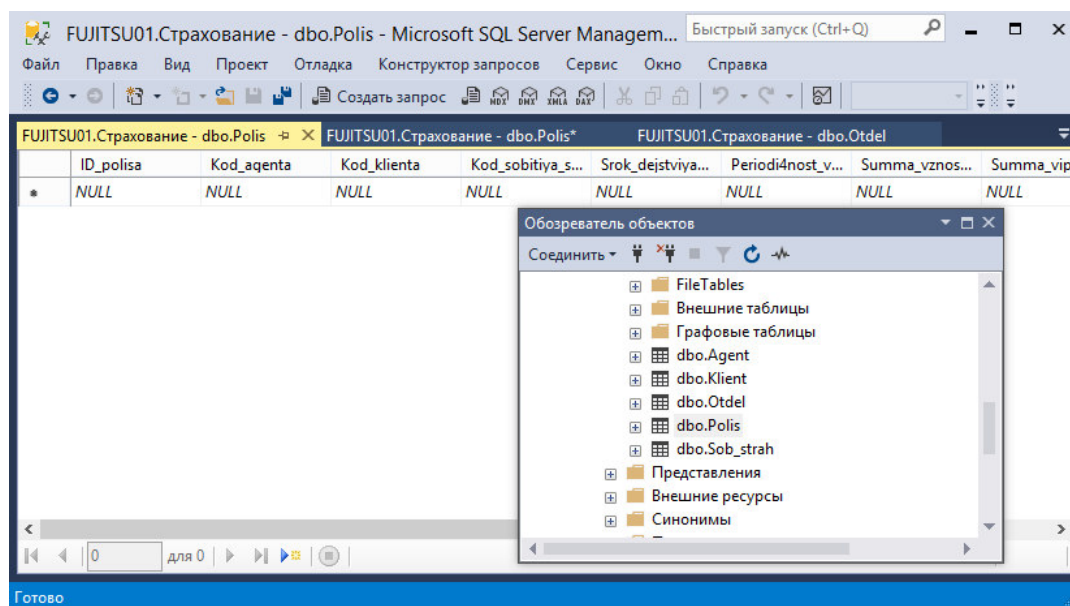 FUJITSU01.Страхование - dbo.Polis - Microsoft SQL Server Managem... Быстрый запуск (Ctrl+Q)
Файл Правка Вид Проект Отладка Конструктор запросов Сервис Окно Справка
Создать запрос MDX DMX XMLA DAX
FUJITSU01.Страхование - dbo.Polis FUJITSU01.Страхование - dbo.Polis* FUJITSU01.Страхование - dbo.Otdel
ID_polisa Kod_agenta Kod_klienta Kod_sobitiya_s... Srok_dejstviya... Periodi4nost_v... Summa_vznos... Summa_vip
NULL NULL NULL NULL NULL NULL NULL NULL
Обозреватель объектов
Соединить
FileTables
Внешние таблицы
Графовые таблицы
dbo.Agent
dbo.Klient
dbo.Otdel
dbo.Polis
dbo.Sob_strah
Представления
Внешние ресурсы
Синонимы
0 для 0
Готово